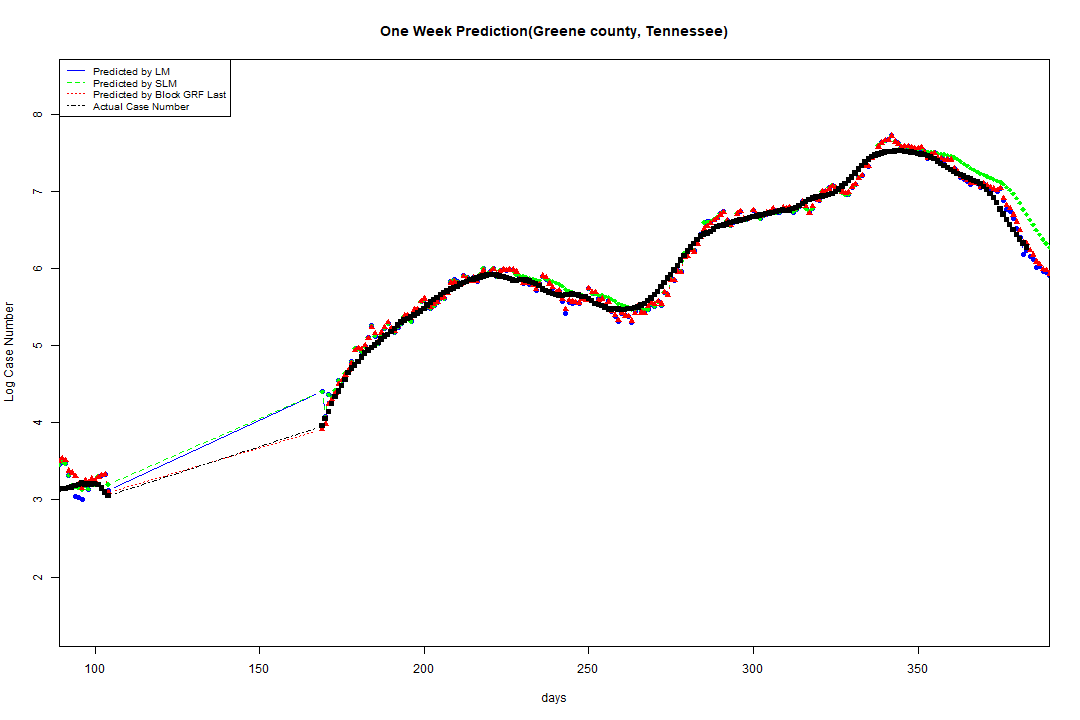 One Week Prediction(Greene county, Tennessee)
Predicted by LM
Predicted by SLM
Predicted by Block GRF Last
Actual Case Number
8
7
6
5
4
3
2
Log Case Number
100 150 200 250 300 350
days